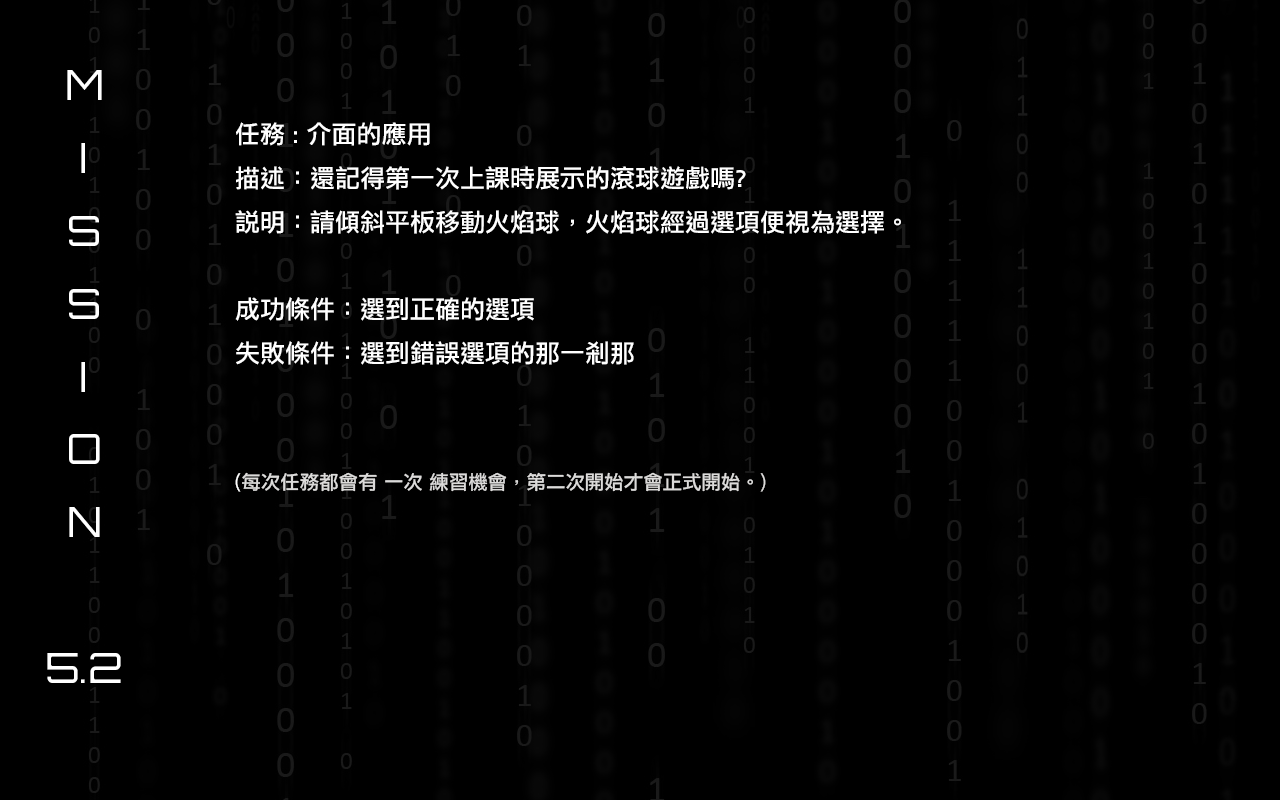 MISSION
5.2
任務 : 介面的應用
描述：還記得第一次上課時展示的滾球遊戲嗎?
説明：請傾斜平板移動火焰球，火焰球經過選項便視為選擇。
成功條件：選到正確的選項
失敗條件：選到錯誤選項的那一剎那
(每次任務都會有 一次 練習機會，第二次開始才會正式開始。)